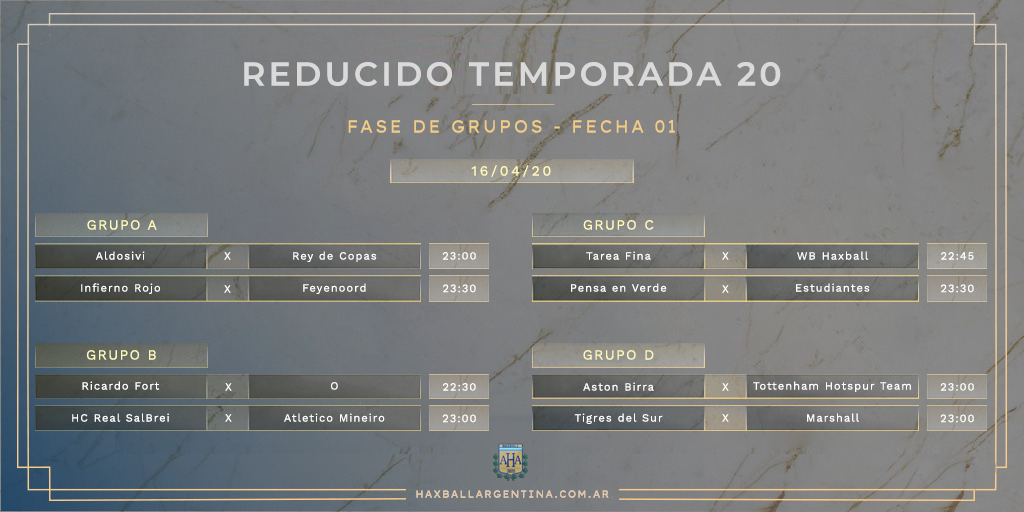 REDUCIDO TEMPORADA 20
FASE DE GRUPOS - FECHA 01
16/04/20
GRUPO A
Aldosivi X Rey de Copas 23:00
Infierno Rojo X Feyenoord 23:30
GRUPO B
Ricardo Fort X O 22:30
HC Real SalBrei X Atletico Mineiro 23:00
GRUPO C
Tarea Fina X WB Haxball 22:45
Pensa en Verde X Estudiantes 23:30
GRUPO D
Aston Birra X Tottenham Hotspur Team 23:00
Tigres del Sur X Marshall 23:00
AHA
HAXBALLARGENTINA.COM.AR